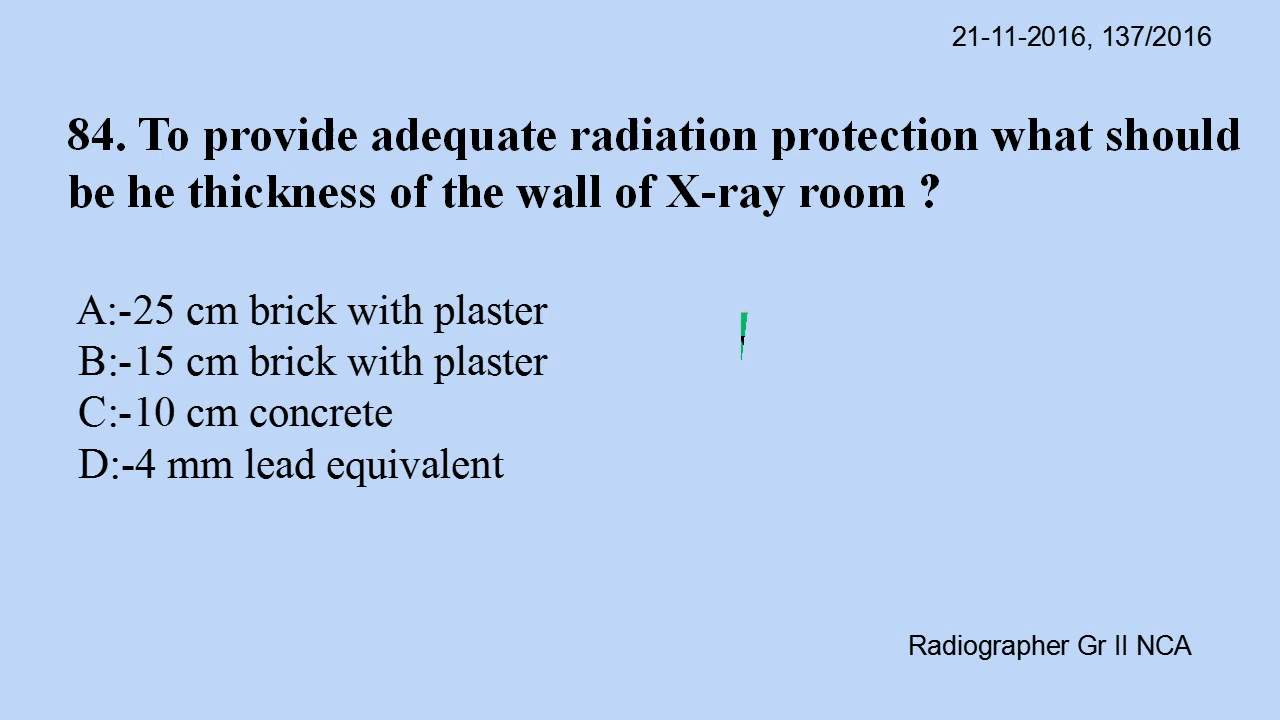 21-11-2016, 137/2016
84. To provide adequate radiation protection what should
be he thickness of the wall of X-ray room ?
A:-25 cm brick with plaster
B:-15 cm brick with plaster
C:-10 cm concrete
D:-4 mm lead equivalent
Radiographer Gr II NCA